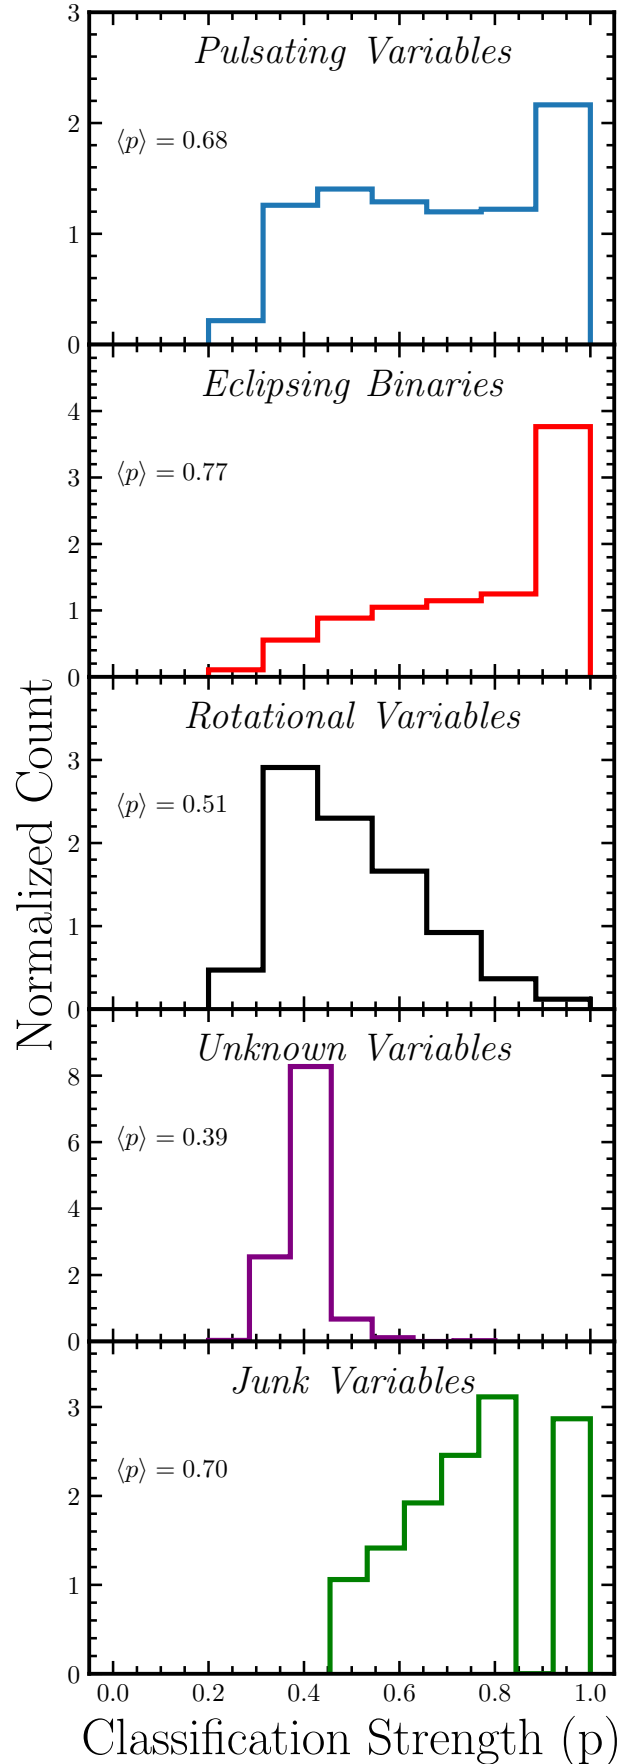 Pulsating Variables
⟨p⟩ = 0.68
3
2
1
0
Eclipsing Binaries
⟨p⟩ = 0.77
4
3
2
1
0
Rotational Variables
⟨p⟩ = 0.51
3
2
1
0
Normalized Count
Unknown Variables
⟨p⟩ = 0.39
8
6
4
2
0
Junk Variables
⟨p⟩ = 0.70
3
2
1
0
0.0 0.2 0.4 0.6 0.8 1.0
Classification Strength (p)